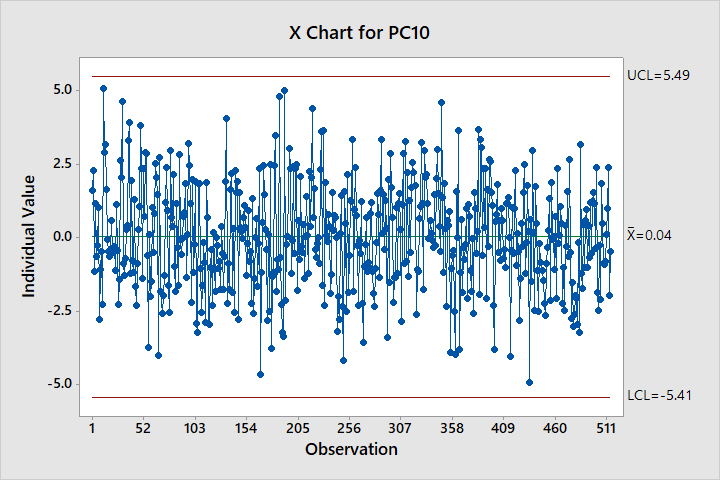 X Chart for PC10
Individual Value
5.0
2.5
0.0
-2.5
-5.0
UCL=5.49
X̄=0.04
LCL=-5.41
1 52 103 154 205 256 307 358 409 460 511
Observation